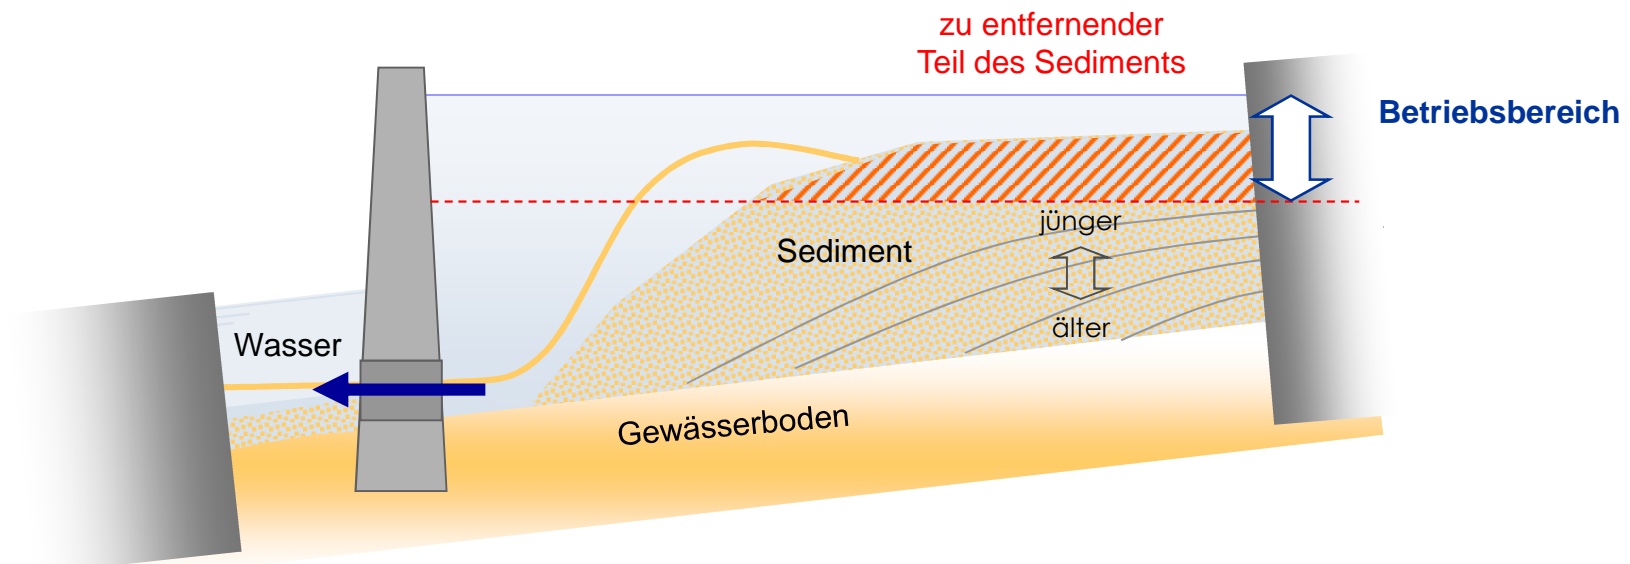 zu entfernender
Teil des Sediments
Betriebsbereich
jünger
Sediment
älter
Wasser
Gewässerboden